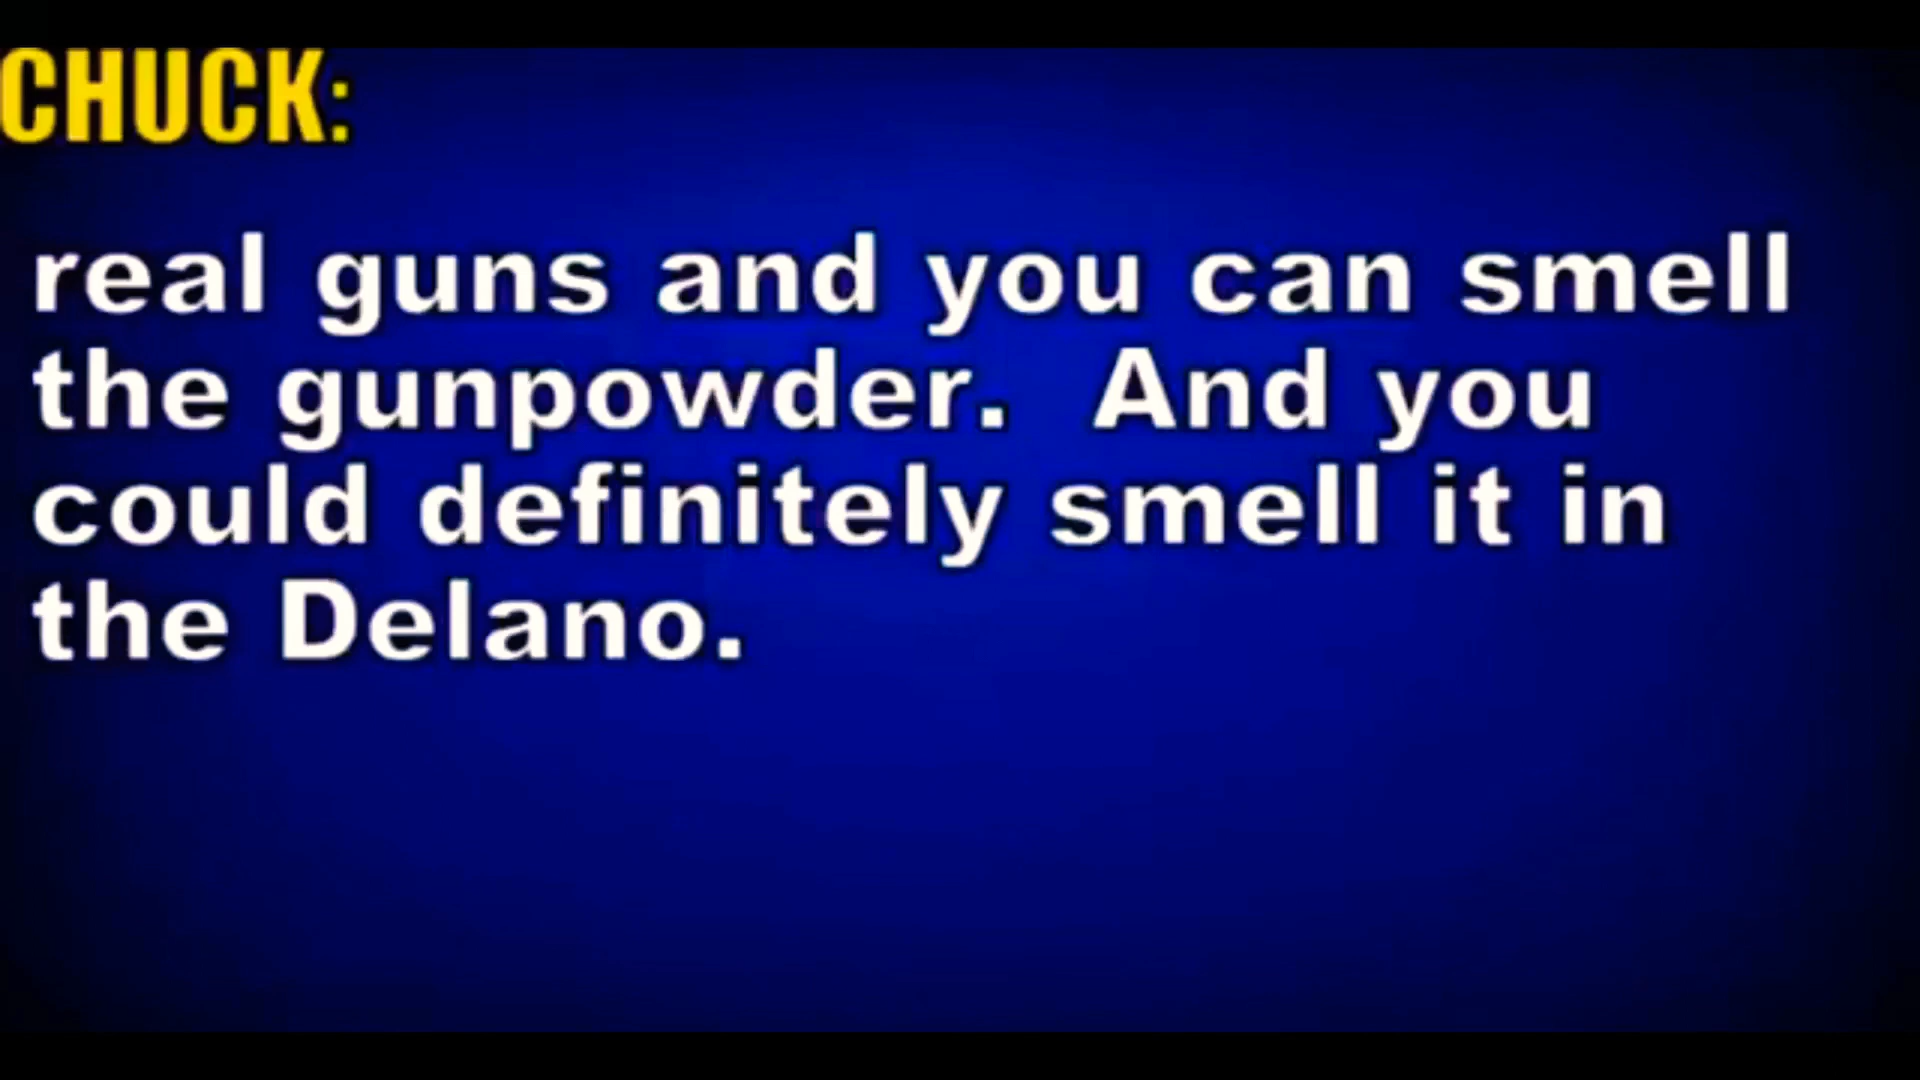 CHUCK:
real guns and you can smell
the gunpowder.  And you
could definitely smell it in
the Delano.